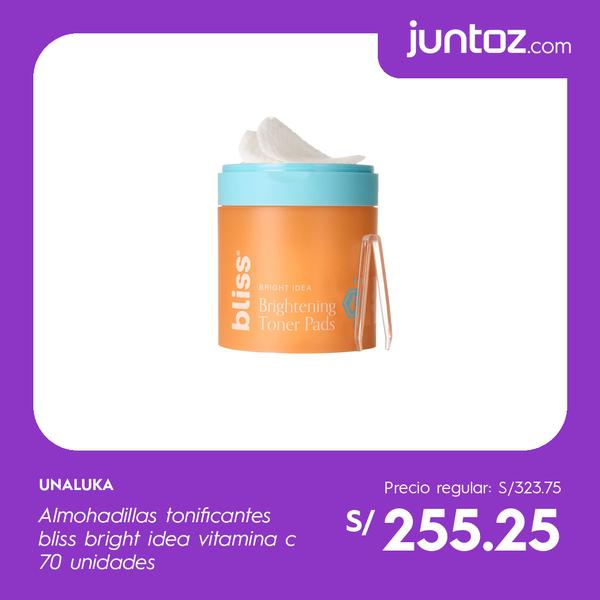 juntoz.com
bliss
BRIGHT IDEA
Brightening
Toner Pads
UNALUKA
Almohadillas tonificantes
bliss bright idea vitamina c
70 unidades
Precio regular: S/323.75
S/ 255.25